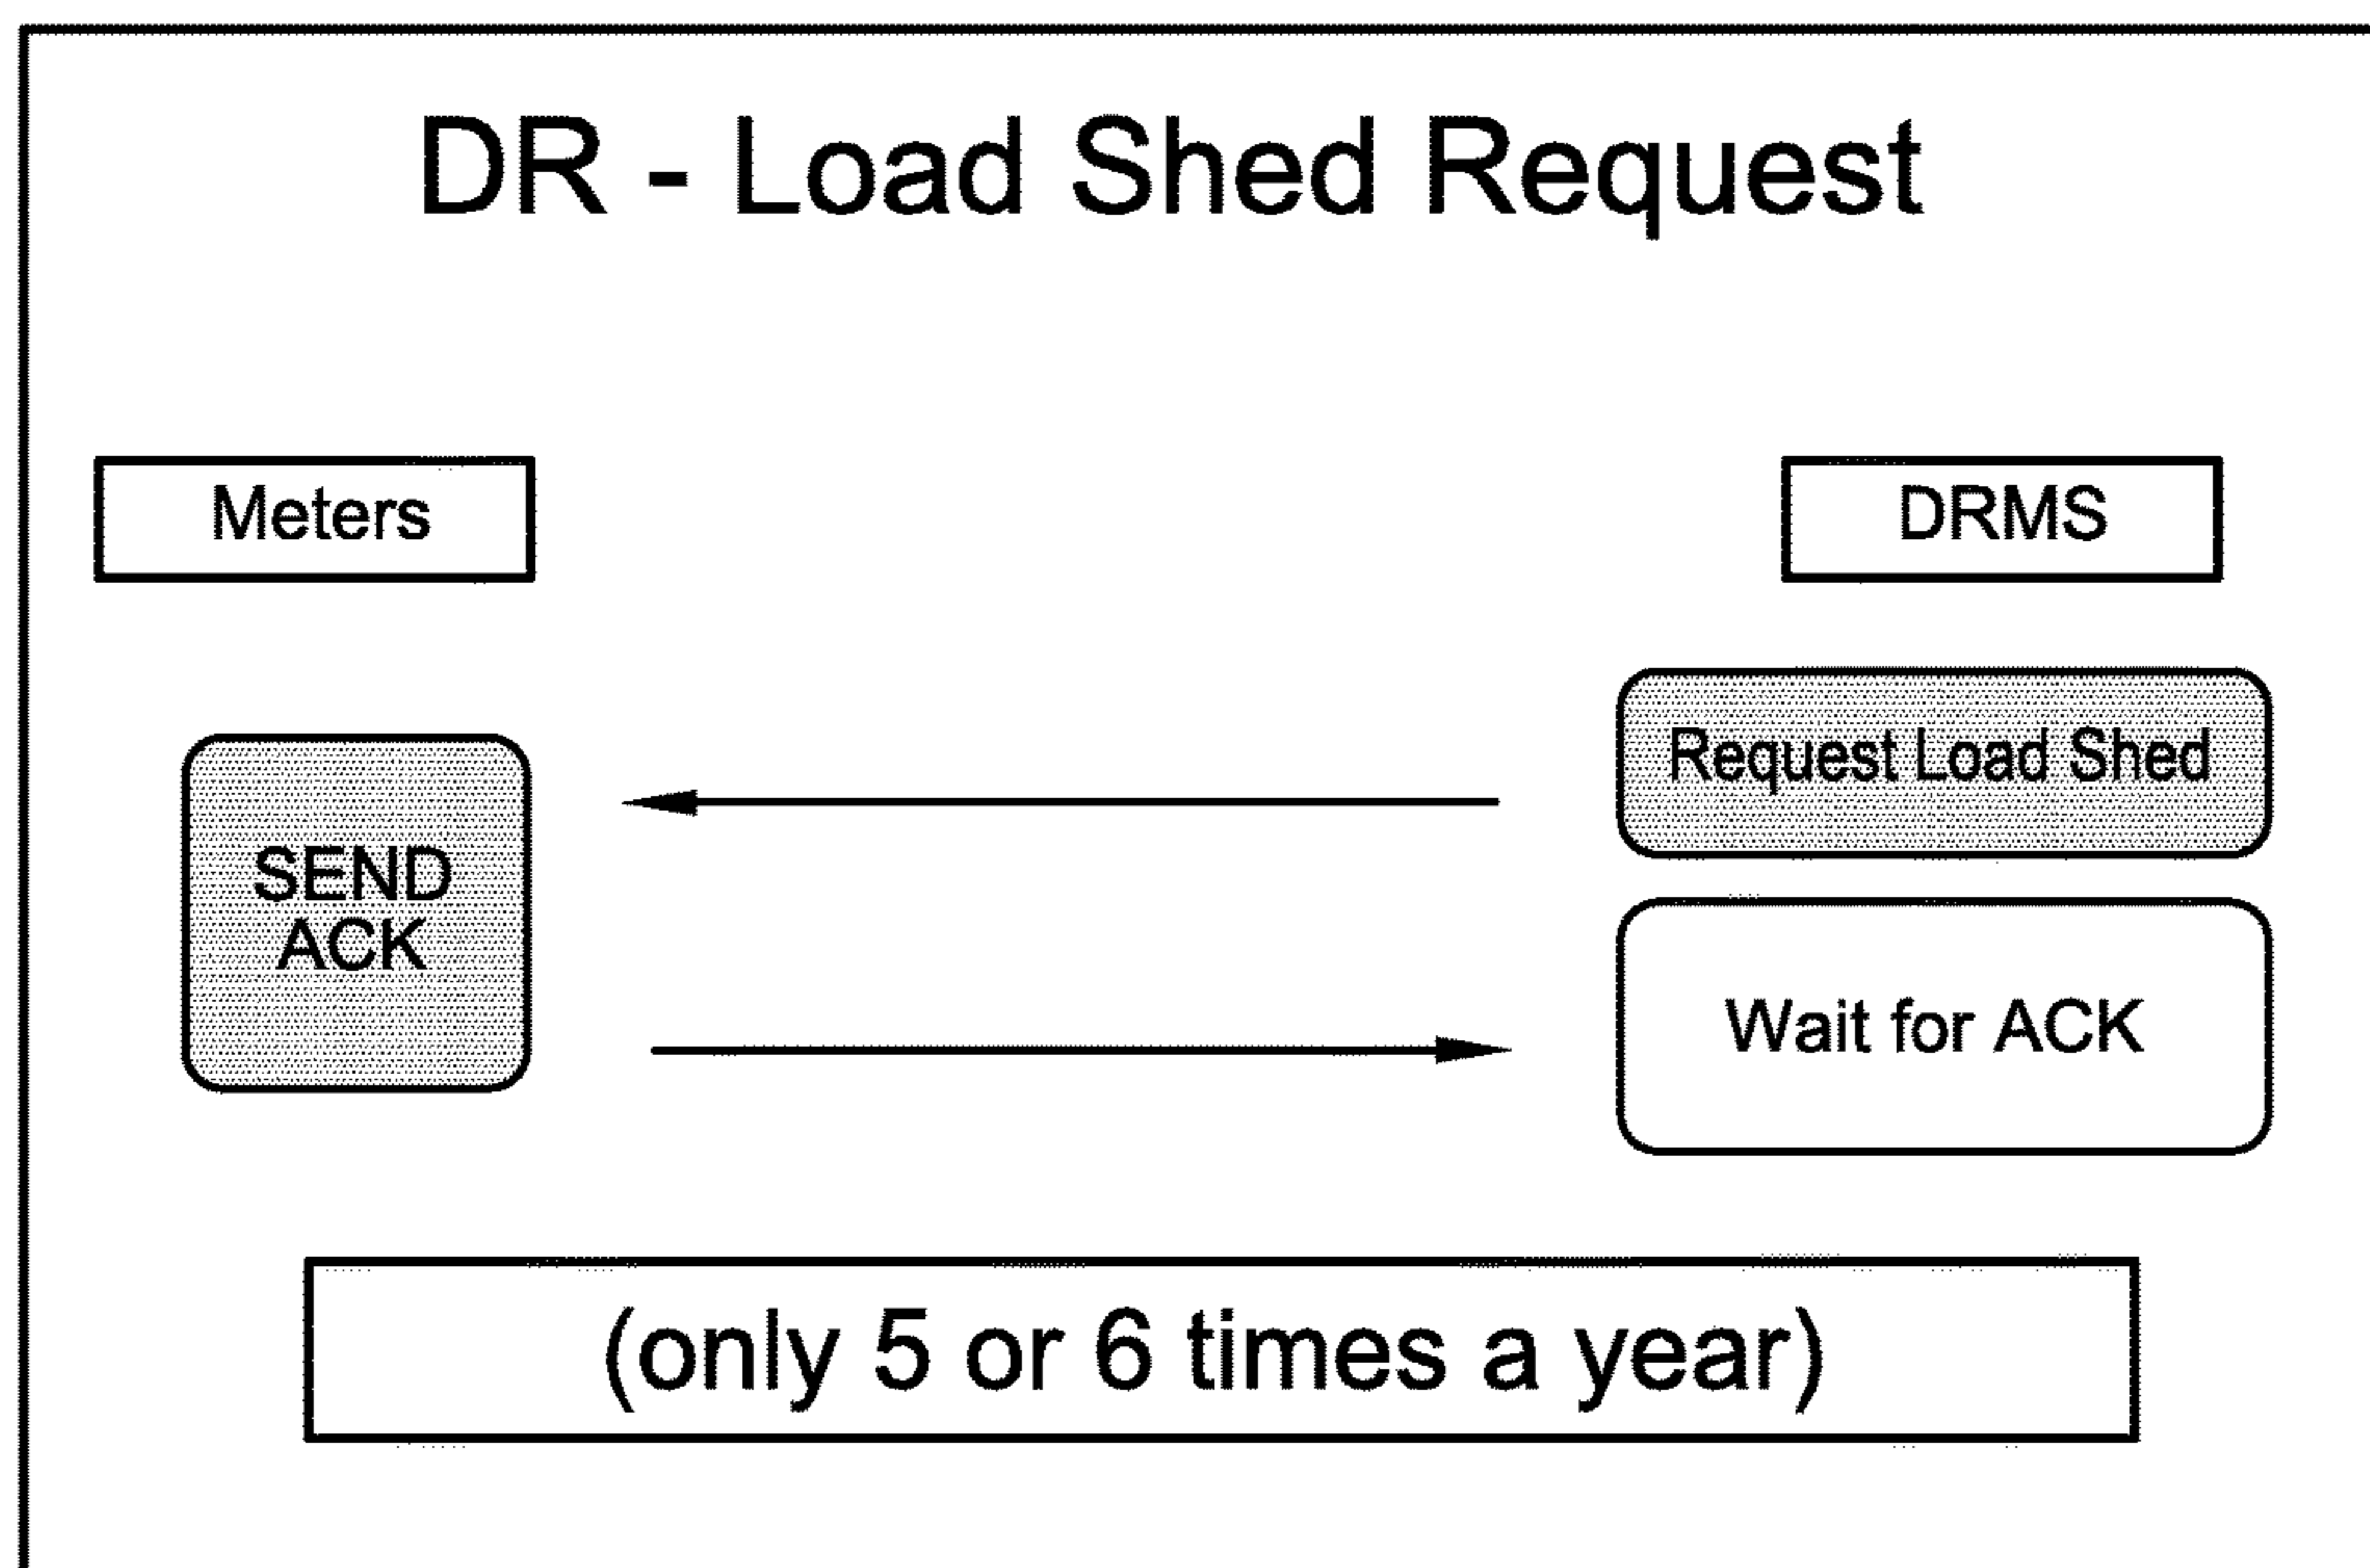 DR - Load Shed Request
Meters
DRMS
Request Load Shed
SEND
ACK
Wait for ACK
(only 5 or 6 times a year)